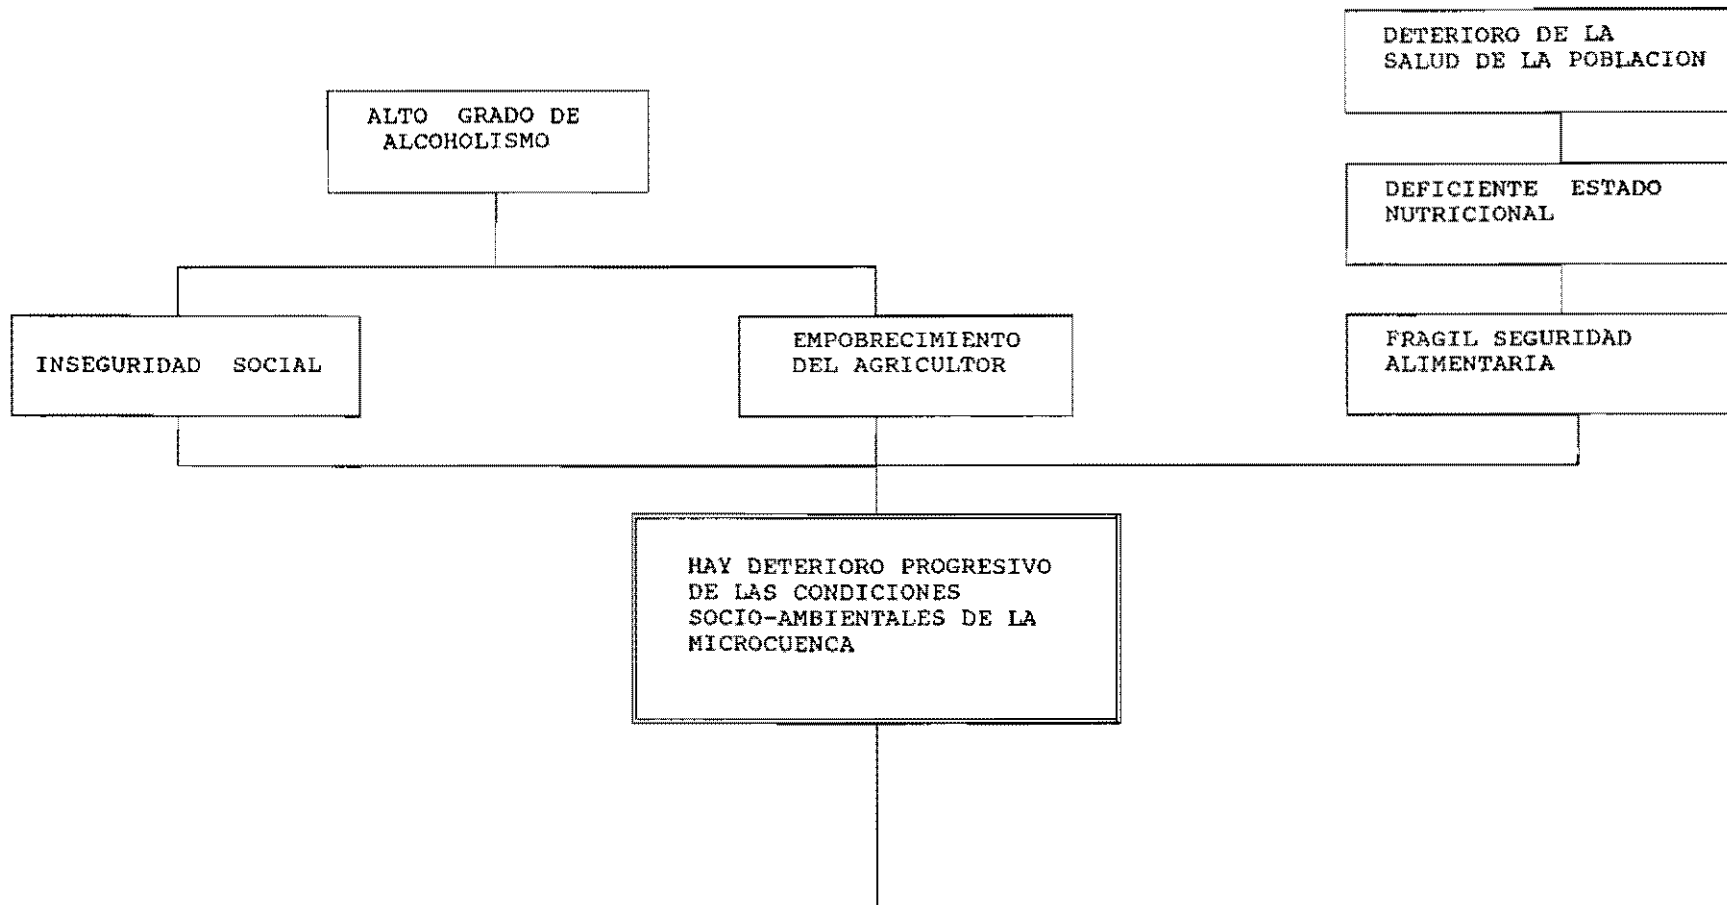 DETERIORO DE LA
SALUD DE LA POBLACION
ALTO GRADO DE
ALCOHOLISMO
DEFICIENTE ESTADO
NUTRICIONAL
INSEGURIDAD SOCIAL
EMPOBRECIMIENTO
DEL AGRICULTOR
FRAGIL SEGURIDAD
ALIMENTARIA
HAY DETERIORO PROGRESIVO
DE LAS CONDICIONES
SOCIO-AMBIENTALES DE LA
MICROCUENCA